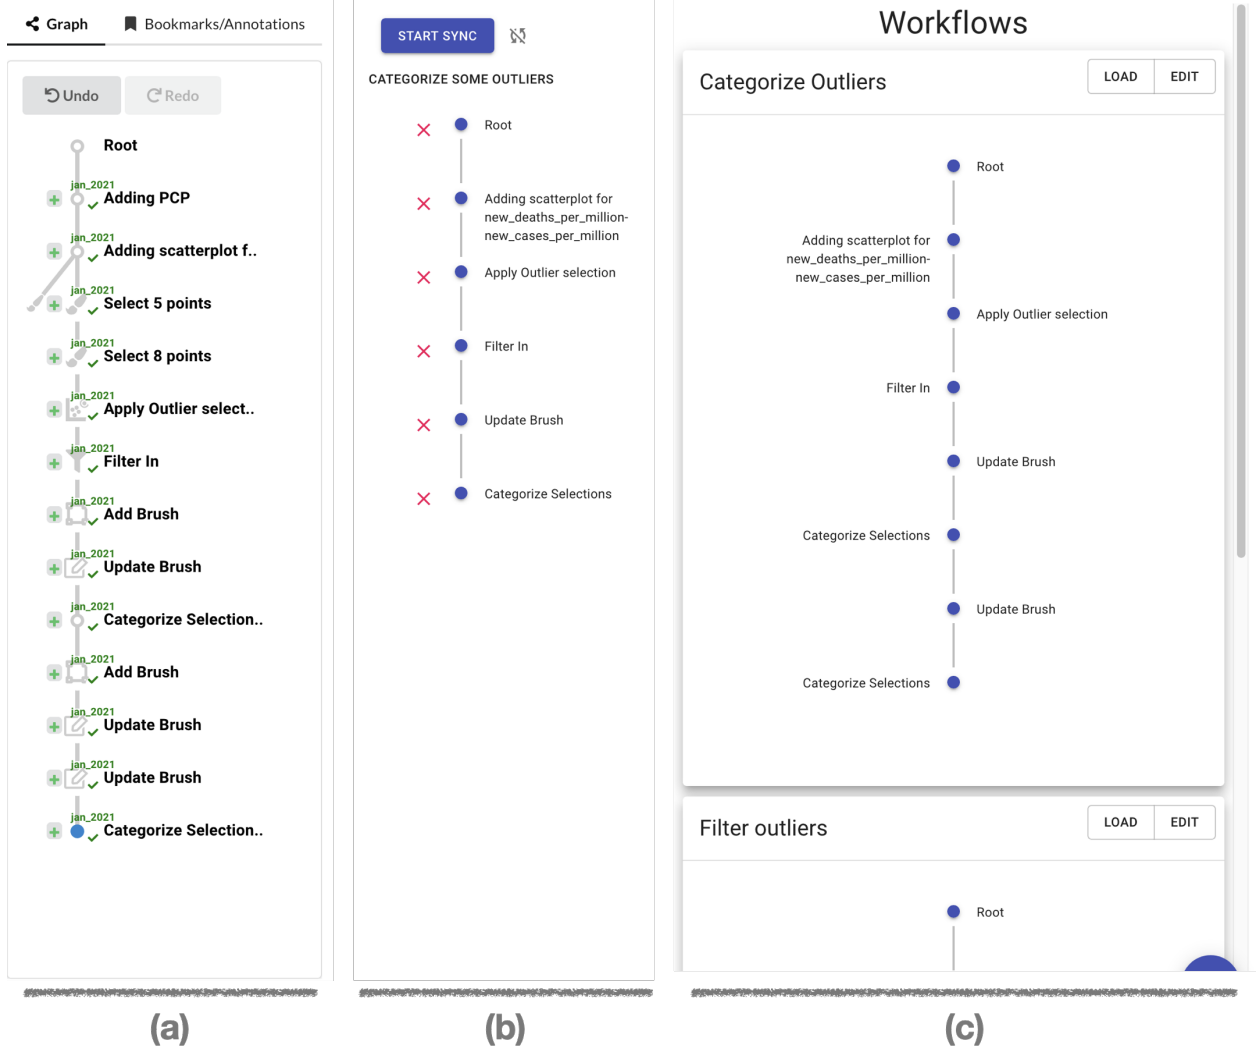 Graph
Bookmarks/Annotations
Undo
Redo
Root
jan_2021
Adding PCP
jan_2021
Adding scatterplot f..
jan_2021
Select 5 points
jan_2021
Select 8 points
jan_2021
Apply Outlier select..
jan_2021
Filter In
jan_2021
Add Brush
jan_2021
Update Brush
jan_2021
Categorize Selection..
jan_2021
Add Brush
jan_2021
Update Brush
jan_2021
Update Brush
jan_2021
Categorize Selection..
(a)
START SYNC
CATEGORIZE SOME OUTLIERS
Root
Adding scatterplot for
new_deaths_per_million-
new_cases_per_million
Apply Outlier selection
Filter In
Update Brush
Categorize Selections
(b)
Workflows
Categorize Outliers
LOAD
EDIT
Root
Adding scatterplot for
new_deaths_per_million-
new_cases_per_million
Apply Outlier selection
Filter In
Update Brush
Categorize Selections
Update Brush
Categorize Selections
Filter outliers
LOAD
EDIT
Root
(c)